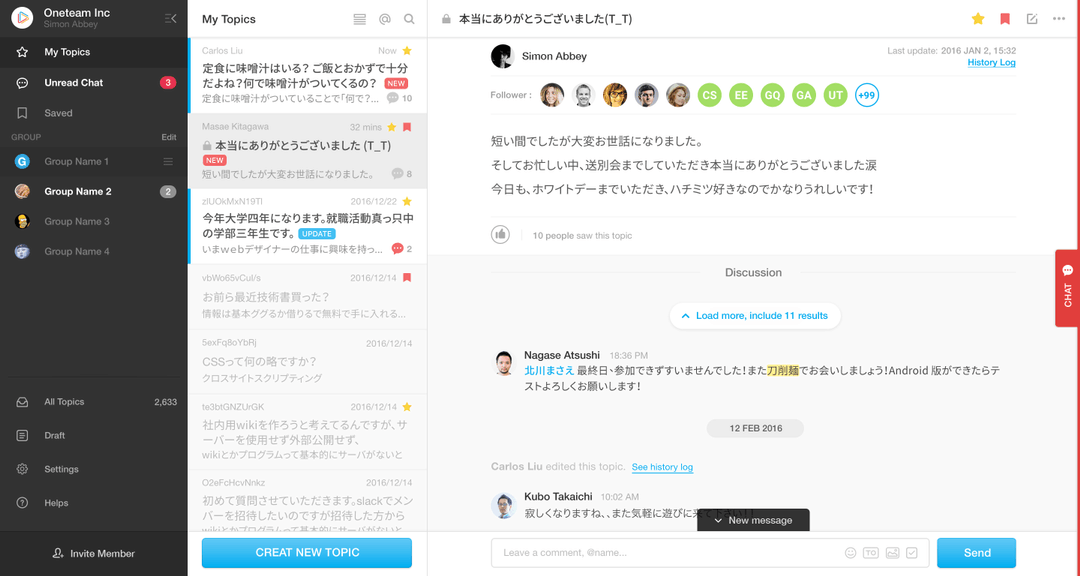 Oneteam Inc
Simon Abbey
My Topics
Unread Chat
3
Saved
GROUP
Edit
Group Name 1
Group Name 2
2
Group Name 3
Group Name 4
All Topics
2,633
Draft
Settings
Helps
Invite Member
My Topics
Carlos Liu
Now
定食に味噌汁はいる? ご飯とおかずで十分
だよね?何で味噌汁がついてくるの?
NEW
定食に味噌汁がついていることで「何で?...
10
Masae Kitagawa
32 mins
本当にありがとうございました (T_T)
NEW
短い間でしたが大変お世話になりました。
8
zIUOkMxN19TI
2016/12/22
今年大学四年になります。就職活動真っ只中
の学部三年生です。
UPDATE
いまwebデザイナーの仕事に興味を持っ...
2
vbWo65vCul/s
2016/12/14
お前ら最近技術書買った?
情報は基本ググるか借りるで無料で手に入れる...
5exFq8oYbRj
2016/12/14
CSSって何の略ですか?
クロスサイトスクリプティング
te3btGNZUrGK
2016/12/14
社内用wikiを作ろうと考えてるんですが、サ
ーバーを使用せず外部公開せず、
wikiとかプログラムって基本的にサーバがないと
O2eFcHcvNnkz
2016/12/14
初めて質問させていただきます。slackでメン
バーを招待したいのですが招待した方から
wikiとかプログラムって基本的にサーバがないと
CREAT NEW TOPIC
本当にありがとうございました(T_T)
Simon Abbey
Last update: 2016 JAN 2, 15:32
History Log
Follower :
CS
EE
GQ
GA
UT
+99
短い間でしたが大変お世話になりました。
そしてお忙しい中、送別会までしていただき本当にありがとうございました涙
今日も、ホワイトデーまでいただき、ハチミツ好きなのでかなりうれしいです!
10 people saw this topic
Discussion
Load more, include 11 results
Nagase Atsushi
18:36 PM
北川まさえ 最終日、参加できずすいませんでした!また刀削麺でお会いしましょう!Android 版ができたらテ
ストよろしくお願いします!
12 FEB 2016
Carlos Liu edited this topic. See history log
Kubo Takaichi
10:02 AM
寂しくなりますね、、また気軽に遊びに来
New message
Leave a comment, @name...
TO
Send
CHAT